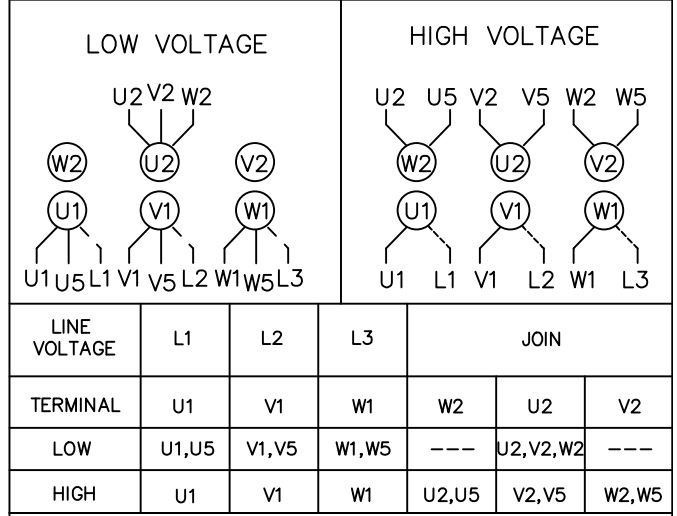 LOW VOLTAGE
U2 V2 W2
W2 U2 V2
U1 V1 W1
U1 U5 L1 V1 V5 L2 W1 W5 L3
HIGH VOLTAGE
U2 U5 V2 V5 W2 W5
W2 U2 V2
U1 V1 W1
U1 L1 V1 L2 W1 L3
LINE
VOLTAGE L1 L2 L3 JOIN
TERMINAL U1 V1 W1 W2 U2 V2
LOW U1,U5 V1,V5 W1,W5 --- U2,V2,W2 ---
HIGH U1 V1 W1 U2,U5 V2,V5 W2,W5